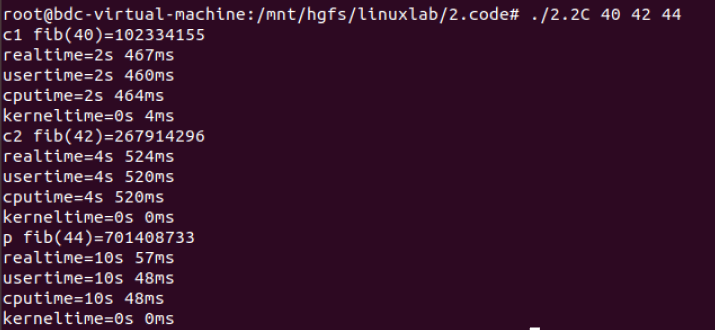 root@bdc-virtual-machine:/mnt/hgfs/linuxlab/2.code# ./2.2C 40 42 44
c1 fib(40)=102334155
realtime=2s 467ms
usertime=2s 460ms
cputime=2s 464ms
kerneltime=0s 4ms
c2 fib(42)=267914296
realtime=4s 524ms
usertime=4s 520ms
cputime=4s 520ms
kerneltime=0s 0ms
p fib(44)=701408733
realtime=10s 57ms
usertime=10s 48ms
cputime=10s 48ms
kerneltime=0s 0ms